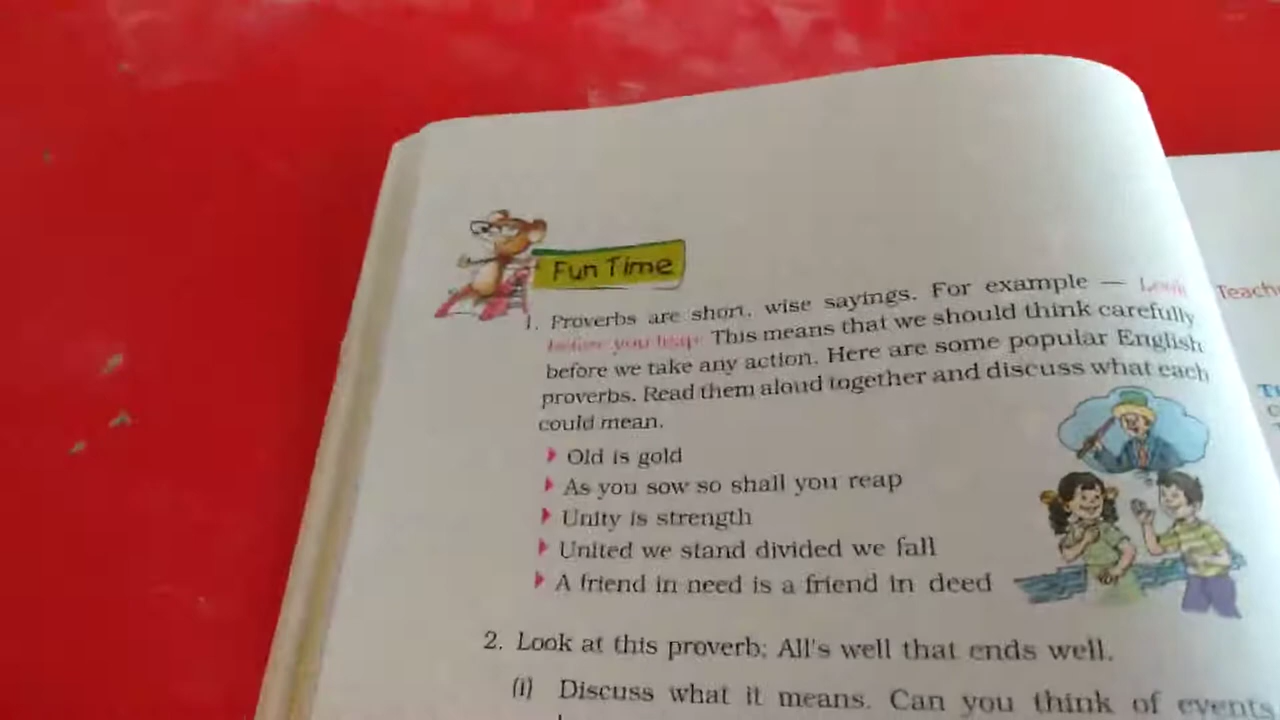 Fun Time
1. Proverbs are short, wise sayings. For example — Look
before you leap. This means that we should think carefully
before we take any action. Here are some popular English
proverbs. Read them aloud together and discuss what each
could mean.
Old is gold
As you sow so shall you reap
Unity is strength
United we stand divided we fall
A friend in need is a friend in deed
2. Look at this proverb: All's well that ends well.
(i) Discuss what it means. Can you think of events